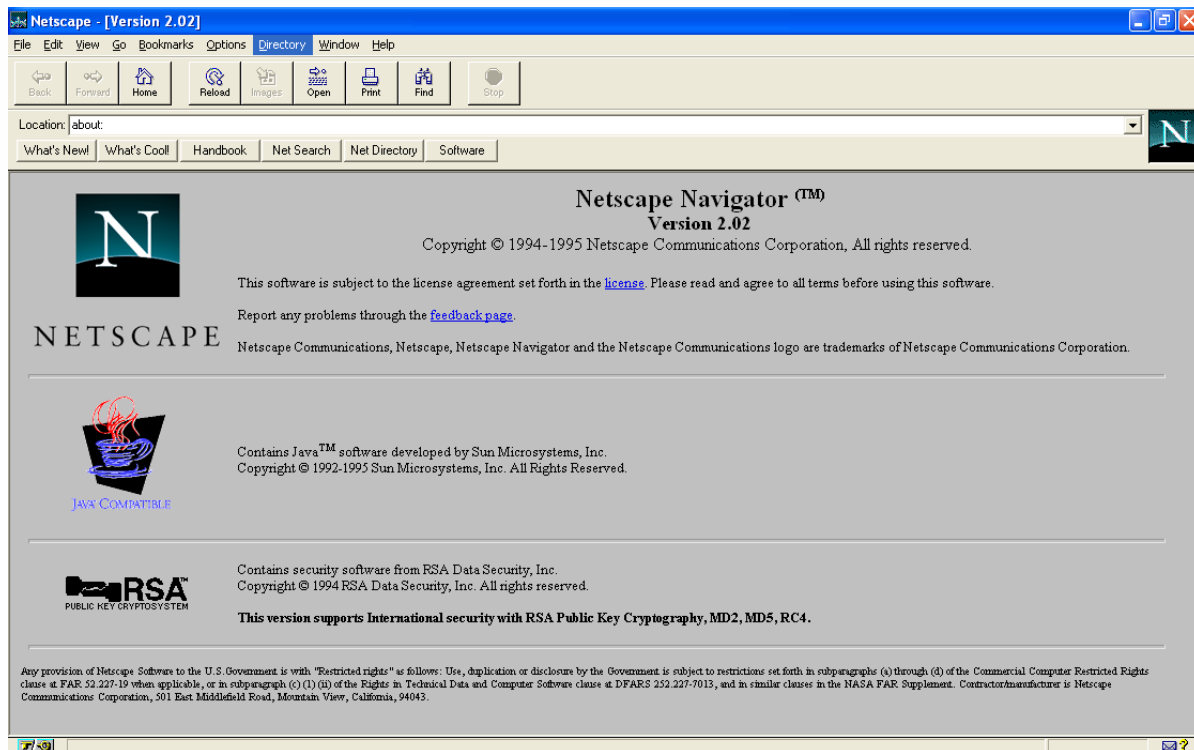 Netscape - [Version 2.02]
File Edit View Go Bookmarks Options Directory Window Help
Back Forward Home Reload Images Open Print Find Stop
Location: about:
N
What's New! What's Cool! Handbook Net Search Net Directory Software
N
NETSCAPE
Netscape Navigator (TM)
Version 2.02
Copyright © 1994-1995 Netscape Communications Corporation, All rights reserved.
This software is subject to the license agreement set forth in the license. Please read and agree to all terms before using this software.
Report any problems through the feedback page.
Netscape Communications, Netscape, Netscape Navigator and the Netscape Communications logo are trademarks of Netscape Communications Corporation.
JAVA COMPATIBLE
Contains Java™ software developed by Sun Microsystems, Inc.
Copyright © 1992-1995 Sun Microsystems, Inc. All Rights Reserved.
RSA™
PUBLIC KEY CRYPTOSYSTEM
Contains security software from RSA Data Security, Inc.
Copyright © 1994 RSA Data Security, Inc. All rights reserved.
This version supports International security with RSA Public Key Cryptography, MD2, MD5, RC4.
Any provision of Netscape Software to the U.S.Government is with "Restricted rights" as follows: Use, duplication or disclosure by the Government is subject to restrictions set forth in subparagraphs (a) through (d) of the Commercial Computer Restricted Rights
clause at FAR 52.227-19 when applicable, or in subparagraph (c) (1) (ii) of the Rights in Technical Data and Computer Software clause at DFARS 252.227-7013, and in similar clauses in the NASA FAR Supplement. Contractor/manufacturer is Netscape
Communications Corporation, 501 East Middlefield Road, Mountain View, California, 94043.